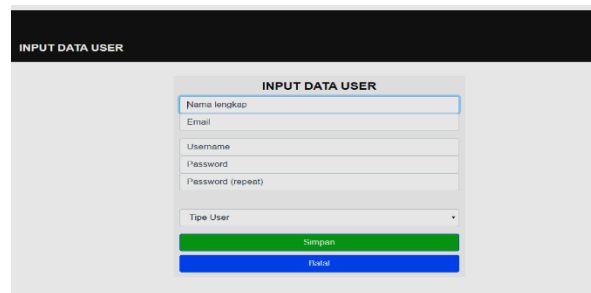 INPUT DATA USER
INPUT DATA USER
Nama lengkap
Email
Username
Password
Password (repeat)
Tipe User
Simpan
Batal